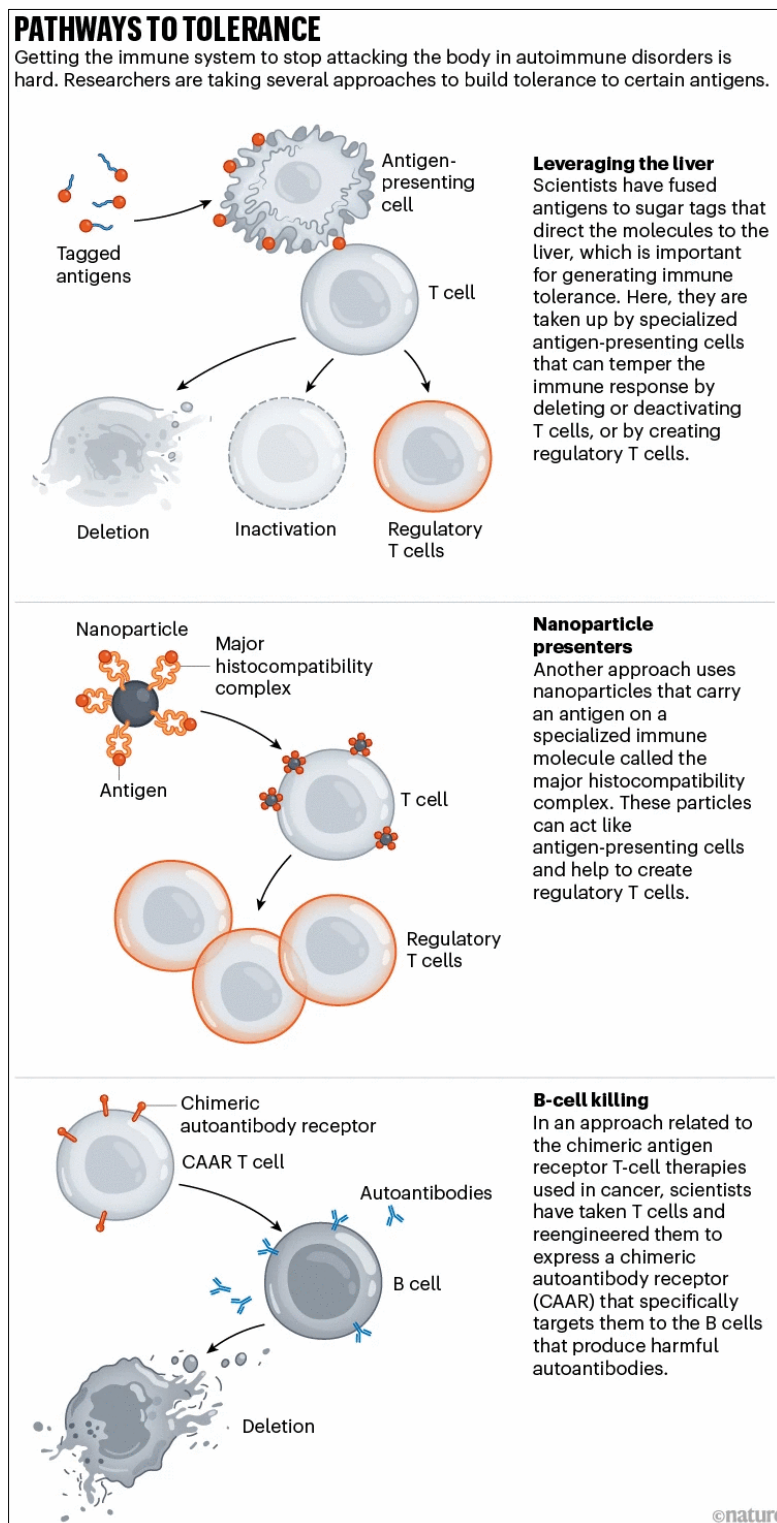 PATHWAYS TO TOLERANCE
Getting the immune system to stop attacking the body in autoimmune disorders is
hard. Researchers are taking several approaches to build tolerance to certain antigens.
Tagged
antigens
Antigen-
presenting
cell
T cell
Deletion
Inactivation
Regulatory
T cells
Leveraging the liver
Scientists have fused
antigens to sugar tags that
direct the molecules to the
liver, which is important
for generating immune
tolerance. Here, they are
taken up by specialized
antigen-presenting cells
that can temper the
immune response by
deleting or deactivating
T cells, or by creating
regulatory T cells.
Nanoparticle
Major
histocompatibility
complex
Antigen
T cell
Regulatory
T cells
Nanoparticle
presenters
Another approach uses
nanoparticles that carry
an antigen on a
specialized immune
molecule called the
major histocompatibility
complex. These particles
can act like
antigen-presenting cells
and help to create
regulatory T cells.
Chimeric
autoantibody receptor
CAAR T cell
Autoantibodies
B cell
Deletion
B-cell killing
In an approach related to
the chimeric antigen
receptor T-cell therapies
used in cancer, scientists
have taken T cells and
reengineered them to
express a chimeric
autoantibody receptor
(CAAR) that specifically
targets them to the B cells
that produce harmful
autoantibodies.
©nature